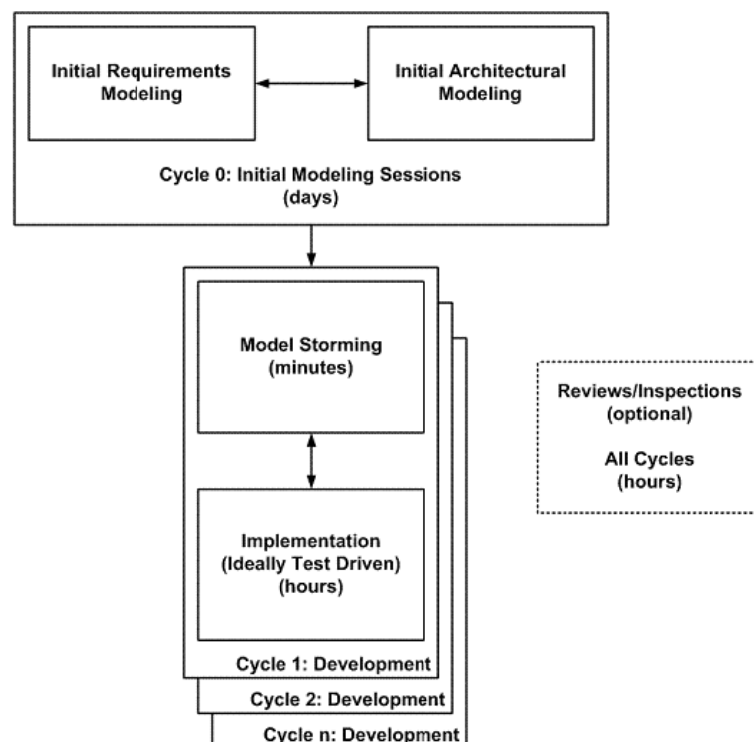 Initial Requirements
Modeling
Initial Architectural
Modeling
Cycle 0: Initial Modeling Sessions
(days)
Model Storming
(minutes)
Reviews/Inspections
(optional)
All Cycles
(hours)
Implementation
(Ideally Test Driven)
(hours)
Cycle 1: Development
Cycle 2: Development
Cycle n: Development